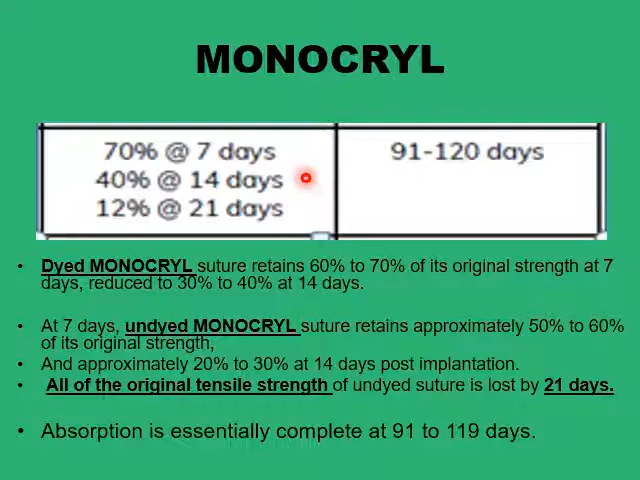 MONOCRYL
70% @ 7 days 91-120 days
40% @ 14 days
12% @ 21 days
• Dyed MONOCRYL suture retains 60% to 70% of its original strength at 7
days, reduced to 30% to 40% at 14 days.
• At 7 days, undyed MONOCRYL suture retains approximately 50% to 60%
of its original strength,
• And approximately 20% to 30% at 14 days post implantation.
• All of the original tensile strength of undyed suture is lost by 21 days.
• Absorption is essentially complete at 91 to 119 days.